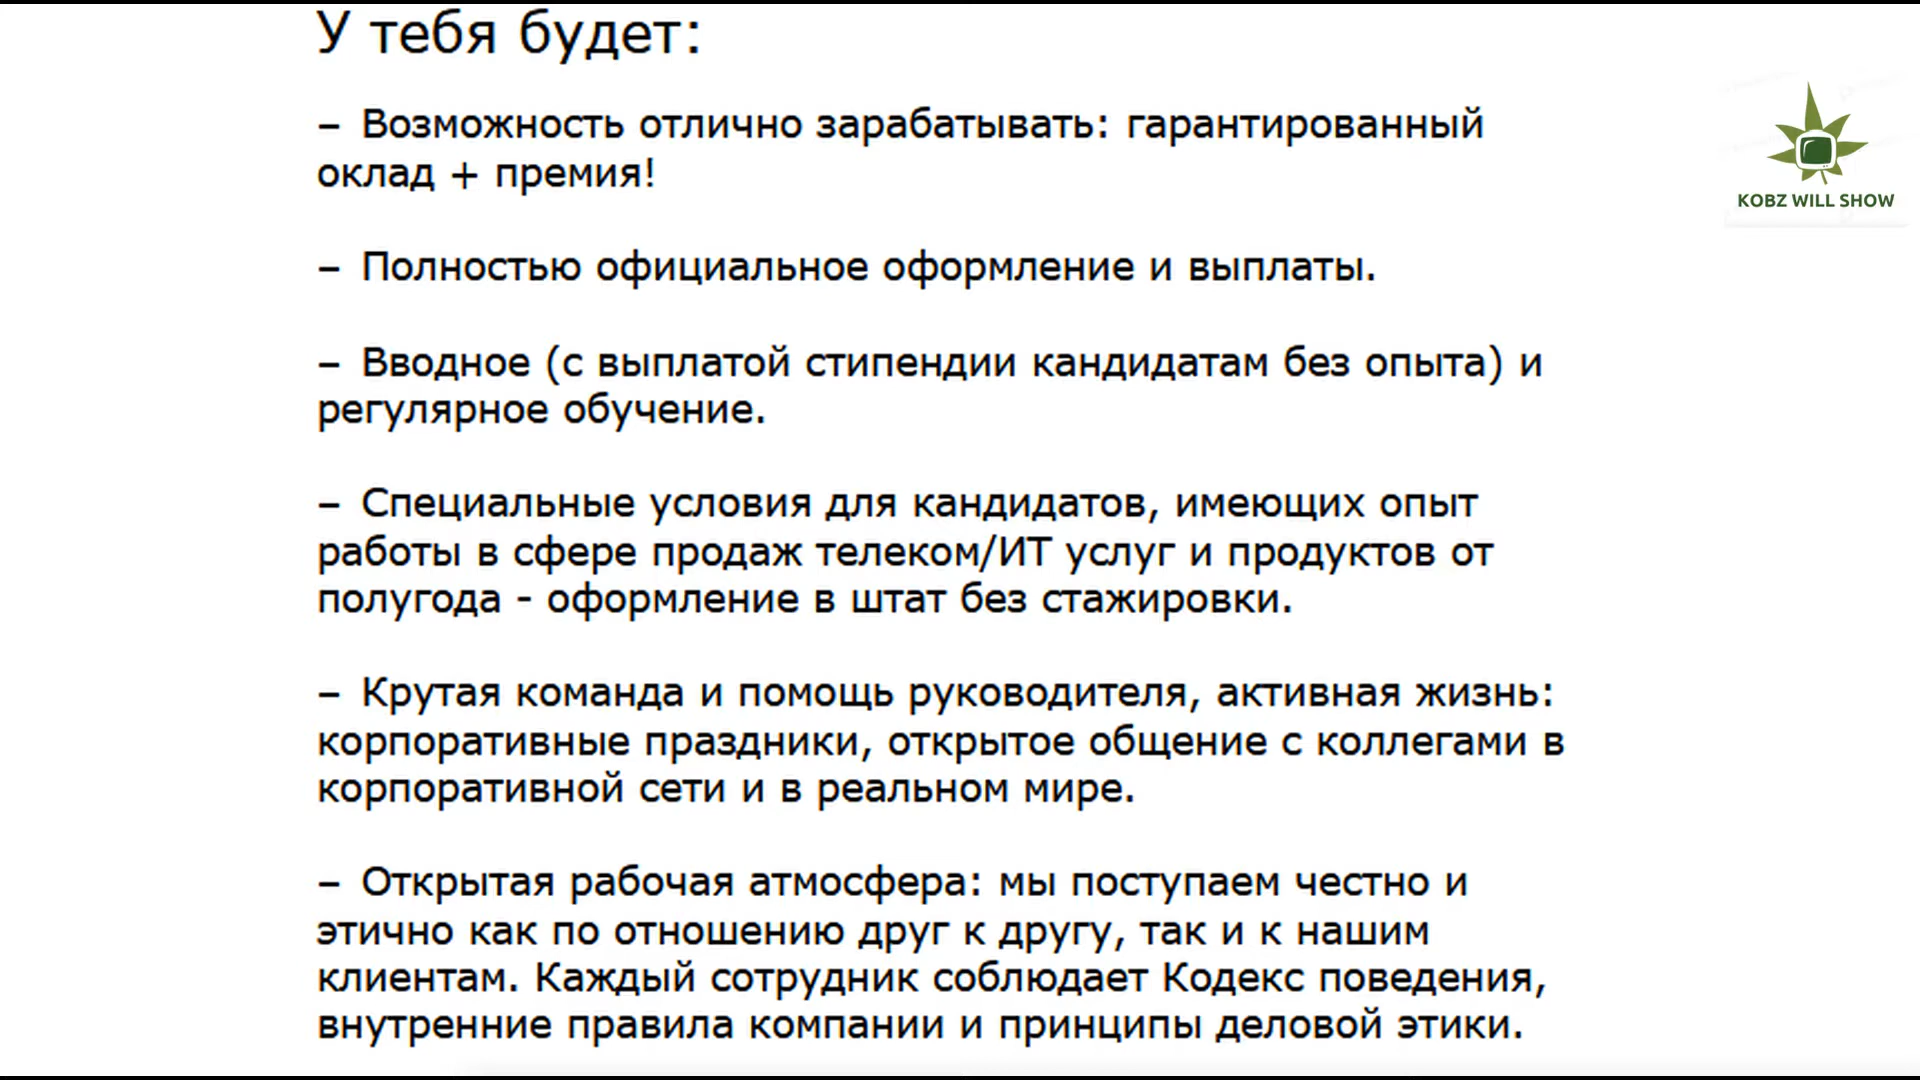 У тебя будет:
– Возможность отлично зарабатывать: гарантированный
оклад + премия!
– Полностью официальное оформление и выплаты.
– Вводное (с выплатой стипендии кандидатам без опыта) и
регулярное обучение.
– Специальные условия для кандидатов, имеющих опыт
работы в сфере продаж телеком/ИТ услуг и продуктов от
полугода - оформление в штат без стажировки.
– Крутая команда и помощь руководителя, активная жизнь:
корпоративные праздники, открытое общение с коллегами в
корпоративной сети и в реальном мире.
– Открытая рабочая атмосфера: мы поступаем честно и
этично как по отношению друг к другу, так и к нашим
клиентам. Каждый сотрудник соблюдает Кодекс поведения,
внутренние правила компании и принципы деловой этики.
KOBZ WILL SHOW